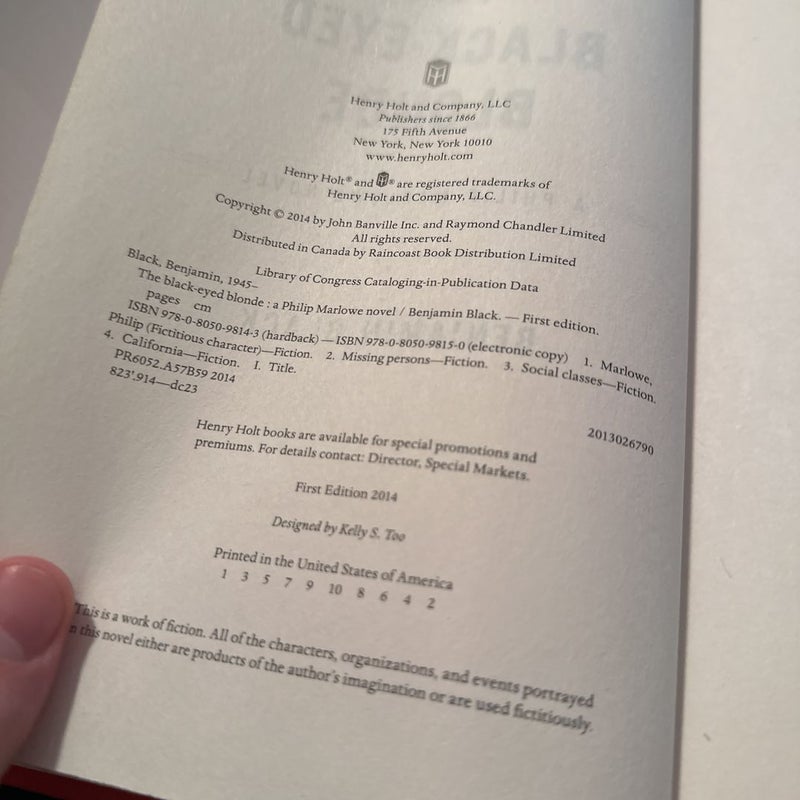 Henry Holt and Company, LLC
Publishers since 1866
175 Fifth Avenue
New York, New York 10010
www.henryholt.com
Henry Holt® and ® are registered trademarks of
Henry Holt and Company, LLC.
Copyright © 2014 by John Banville Inc. and Raymond Chandler Limited
All rights reserved.
Distributed in Canada by Raincoast Book Distribution Limited
Library of Congress Cataloging-in-Publication Data
Black, Benjamin, 1945–
The black-eyed blonde : a Philip Marlowe novel / Benjamin Black. — First edition.
pages cm
ISBN 978-0-8050-9814-3 (hardback) — ISBN 978-0-8050-9815-0 (electronic copy) 1. Marlowe,
Philip (Fictitious character)—Fiction. 2. Missing persons—Fiction. 3. Social classes—Fiction.
4. California—Fiction. I. Title.
PR6052.A57B59 2014
823'.914—dc23
2013026790
Henry Holt books are available for special promotions and
premiums. For details contact: Director, Special Markets.
First Edition 2014
Designed by Kelly S. Too
Printed in the United States of America
1 3 5 7 9 10 8 6 4 2
This is a work of fiction. All of the characters, organizations, and events portrayed
n this novel either are products of the author's imagination or are used fictitiously.